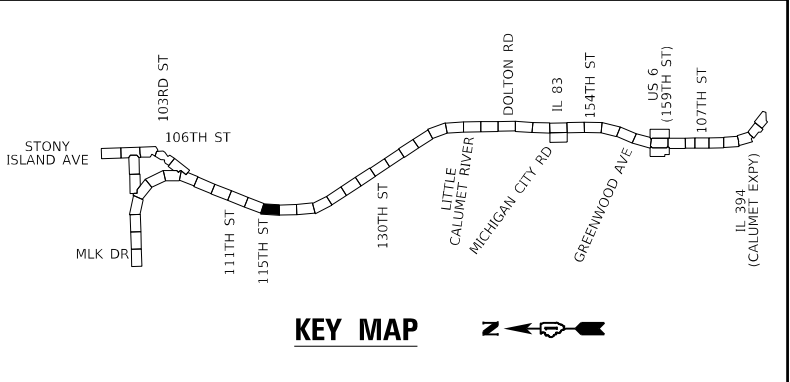 STONY
ISLAND AVE
103RD ST
106TH ST
MLK DR
111TH ST
115TH ST
130TH ST
LITTLE
CALUMET RIVER
DOLTON RD
MICHIGAN CITY RD
IL 83
154TH ST
GREENWOOD AVE
US 6
(159TH ST)
107TH ST
IL 394
(CALUMET EXPY)
KEY MAP
N